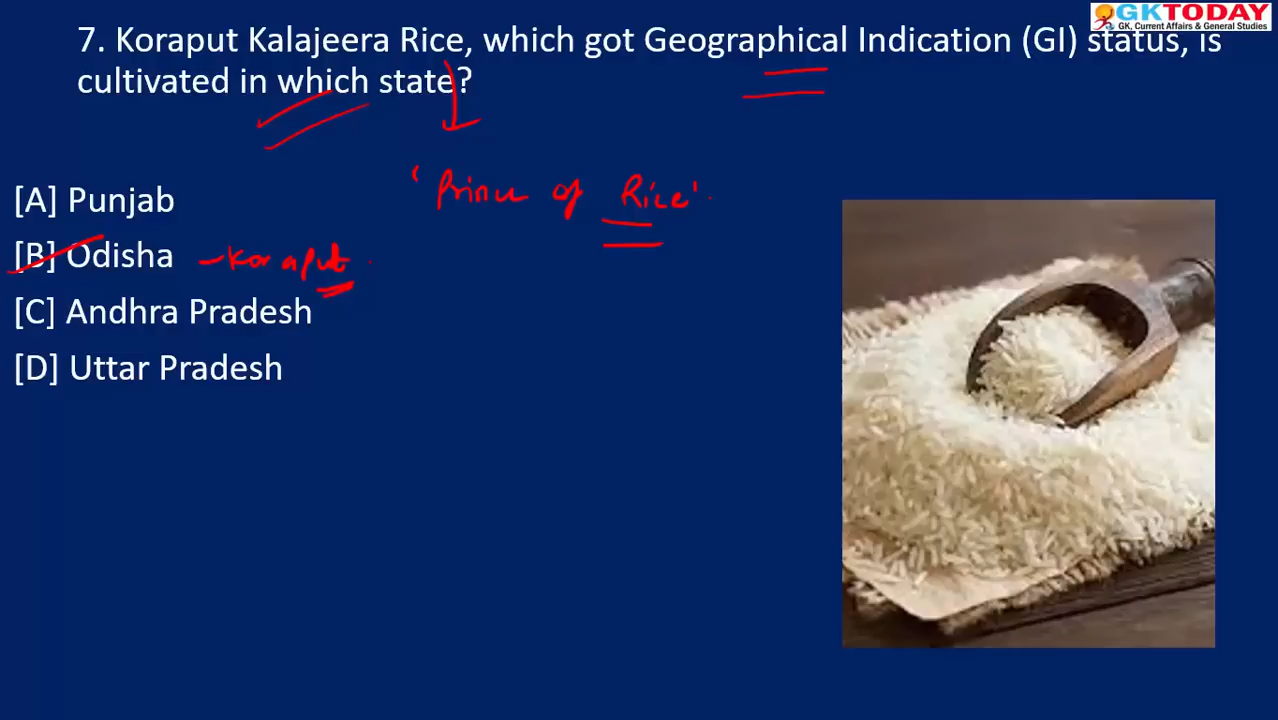 GKTODAY
GK, Current Affairs & General Studies
7. Koraput Kalajeera Rice, which got Geographical Indication (GI) status, is
cultivated in which state?
'Prince of Rice'.
[A] Punjab
[B] Odisha - Koraput.
[C] Andhra Pradesh
[D] Uttar Pradesh